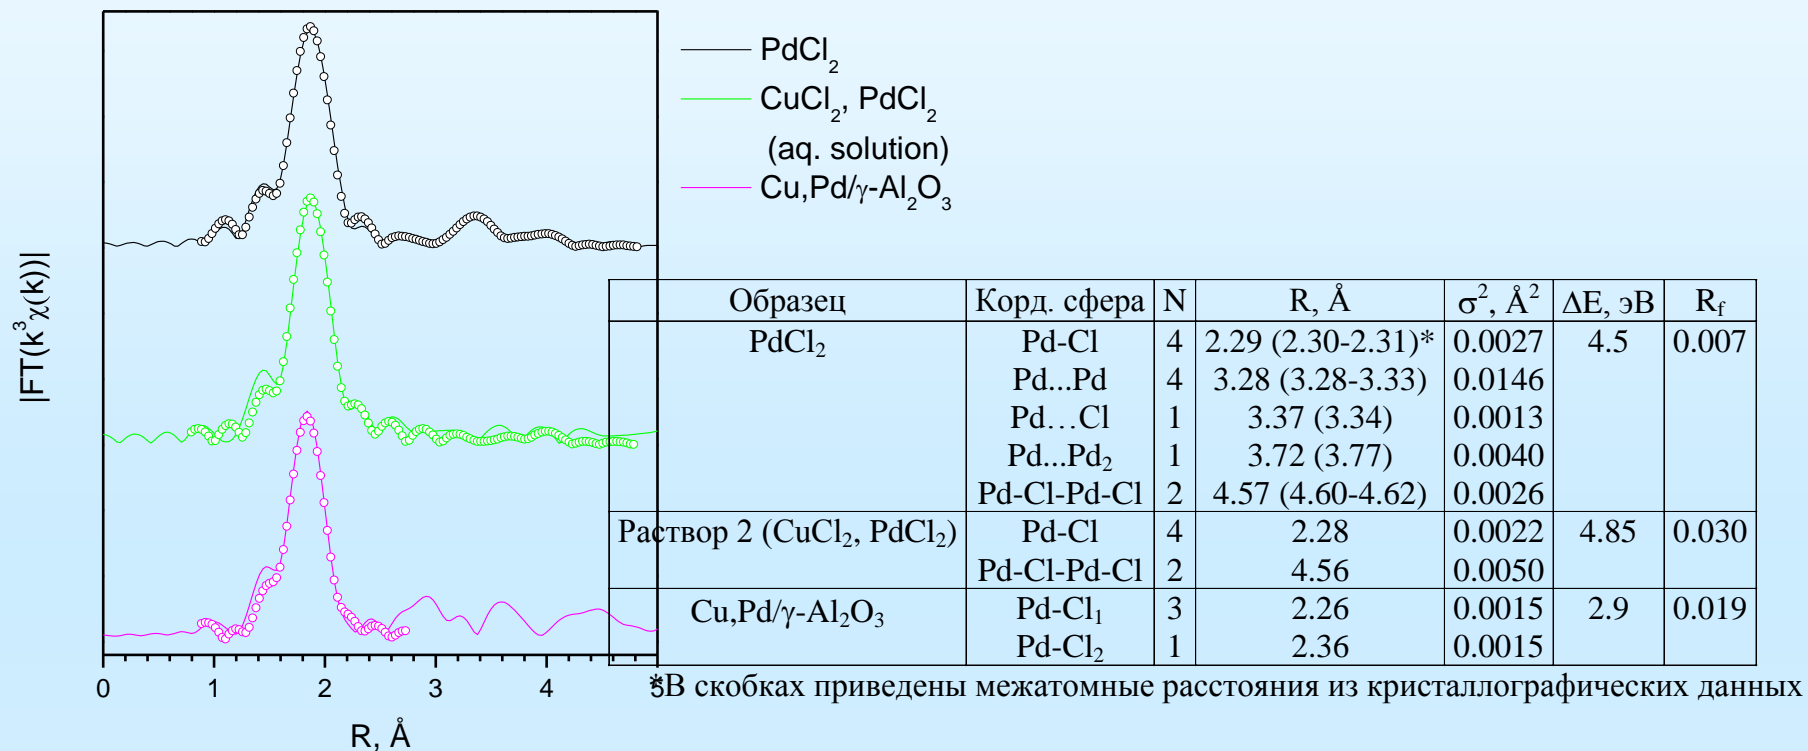 PdCl₂
CuCl₂, PdCl₂
(aq. solution)
Cu,Pd/γ-Al₂O₃
|FT(k³χ(k))|
0 1 2 3 4 5
R, Å
Образец Корд. сфера N R, Å σ², Å² ΔE, эВ R_f
PdCl₂ Pd-Cl 4 2.29 (2.30-2.31)* 0.0027 4.5 0.007
Pd...Pd 4 3.28 (3.28-3.33) 0.0146
Pd…Cl 1 3.37 (3.34) 0.0013
Pd...Pd₂ 1 3.72 (3.77) 0.0040
Pd-Cl-Pd-Cl 2 4.57 (4.60-4.62) 0.0026
Раствор 2 (CuCl₂, PdCl₂) Pd-Cl 4 2.28 0.0022 4.85 0.030
Pd-Cl-Pd-Cl 2 4.56 0.0050
Cu,Pd/γ-Al₂O₃ Pd-Cl₁ 3 2.26 0.0015 2.9 0.019
Pd-Cl₂ 1 2.36 0.0015
*В скобках приведены межатомные расстояния из кристаллографических данных